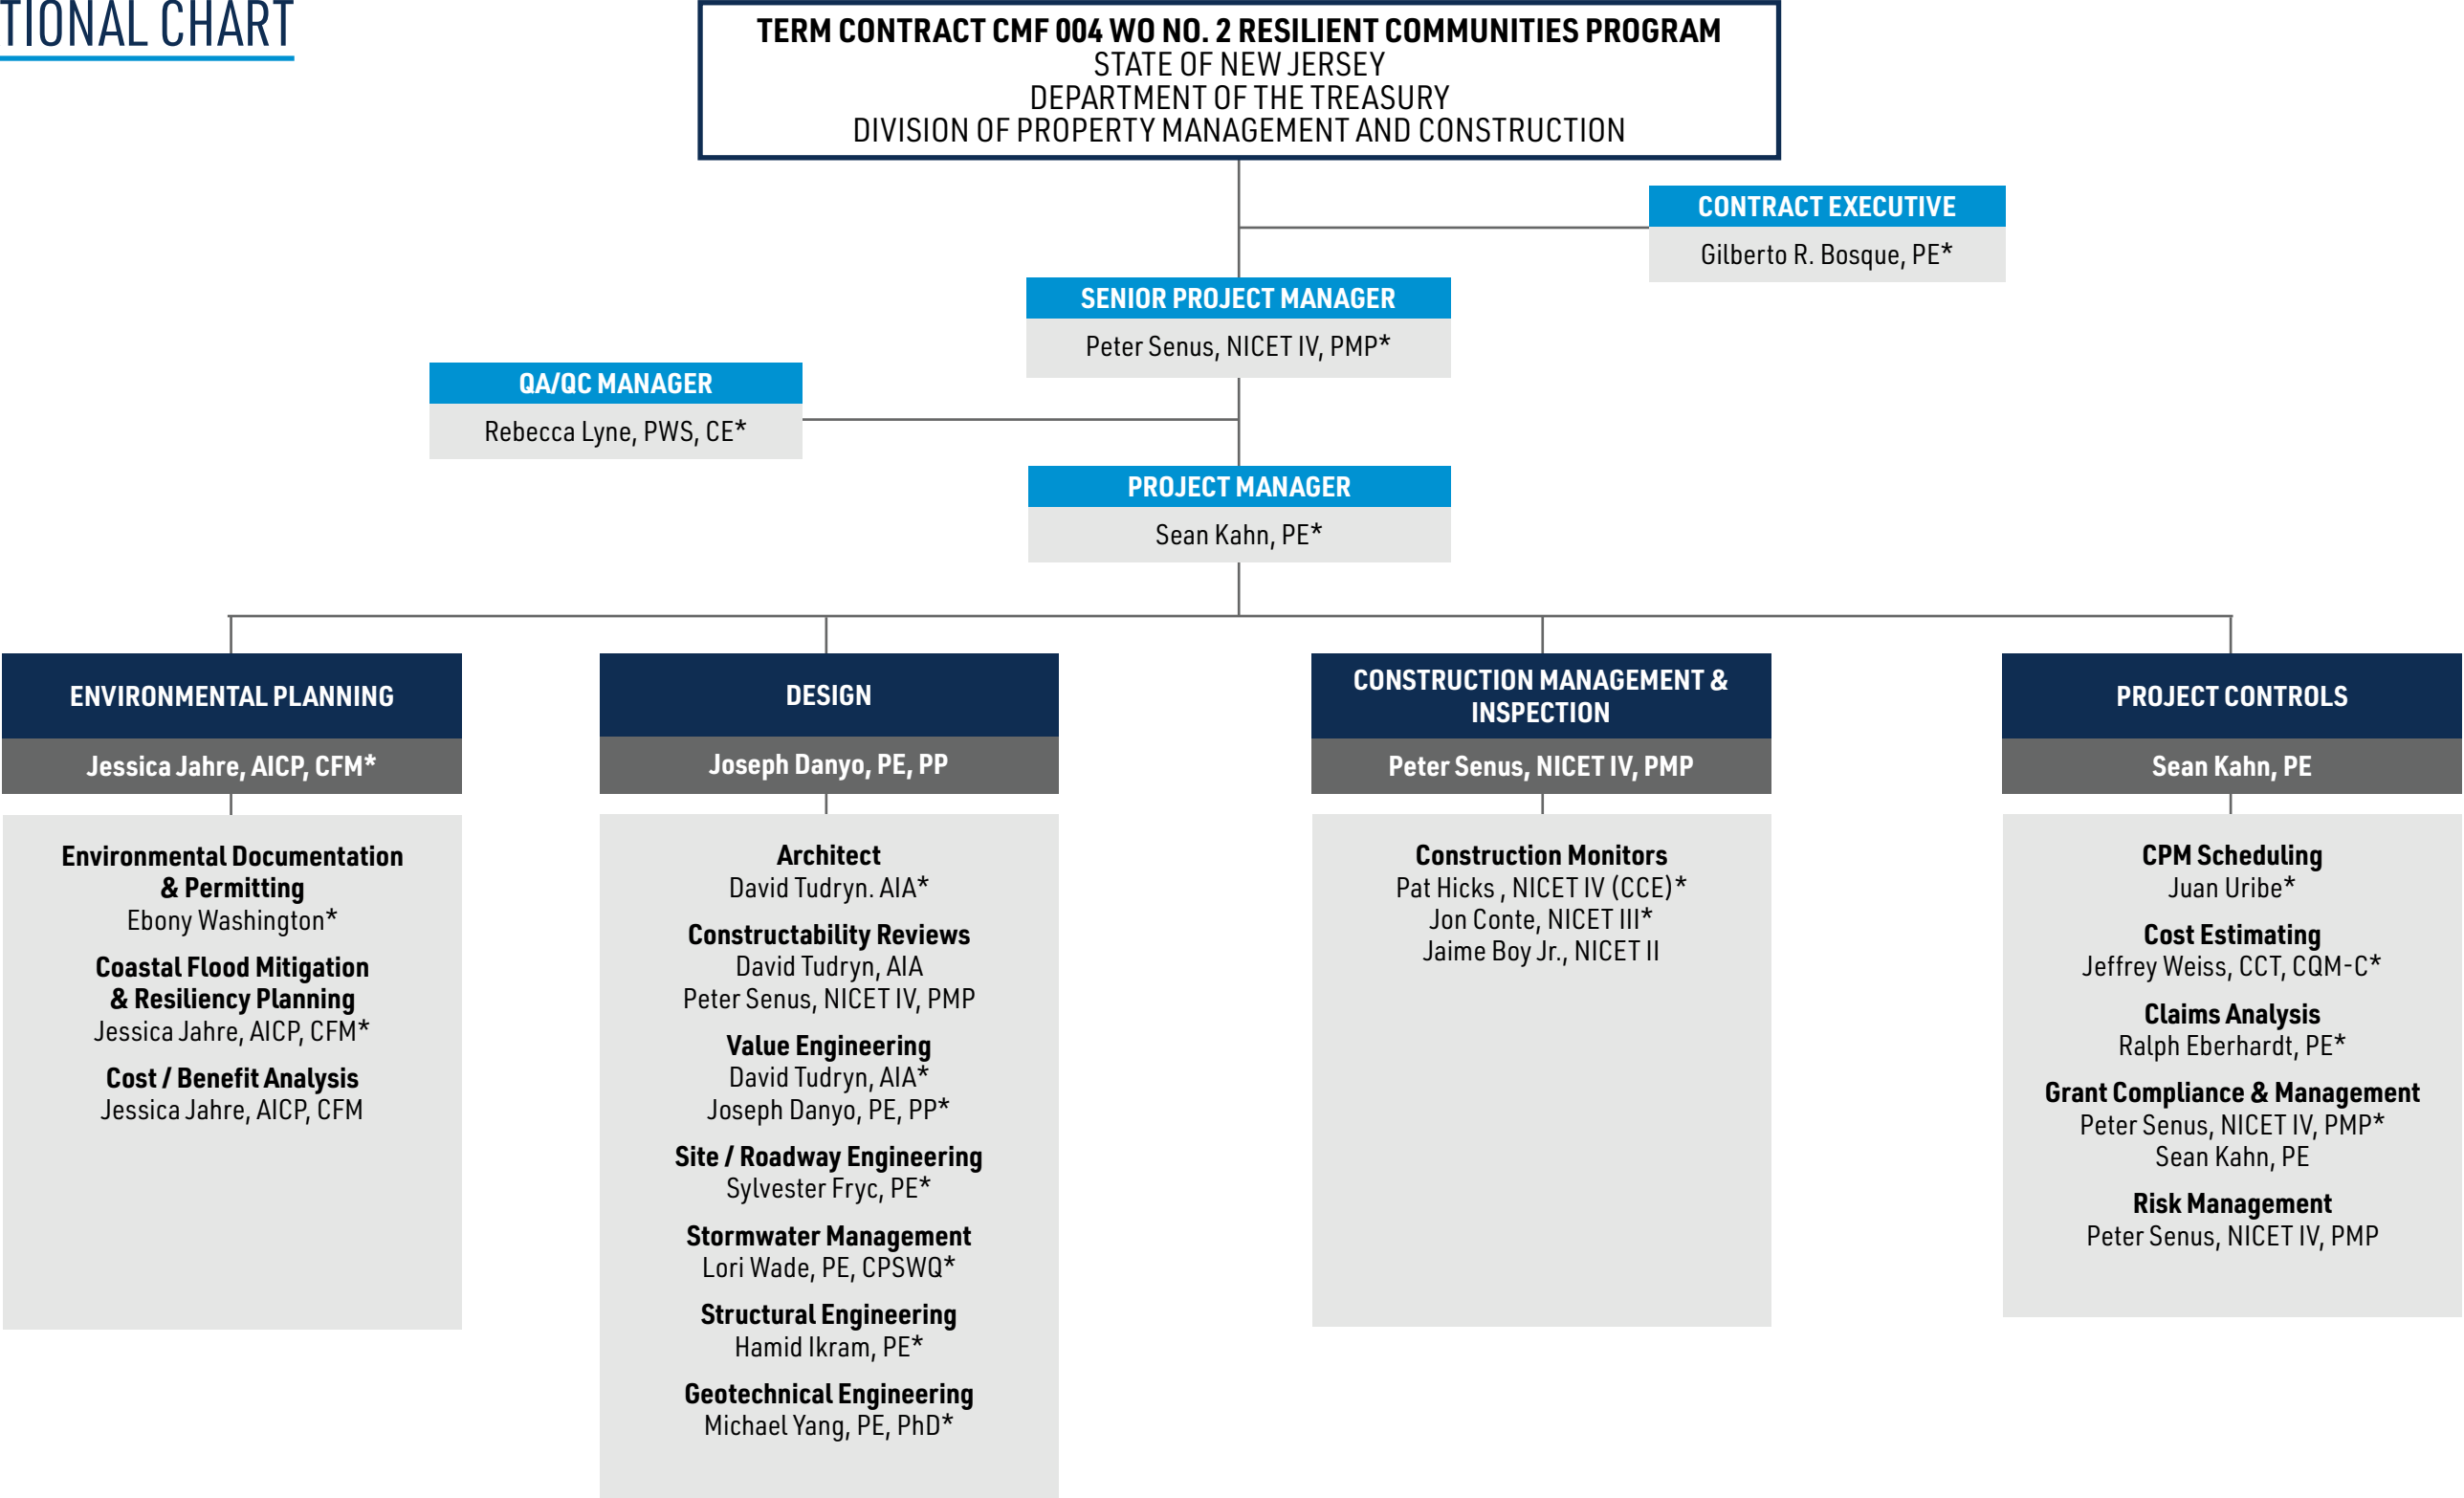 TIONAL CHART
TERM CONTRACT CMF 004 WO NO. 2 RESILIENT COMMUNITIES PROGRAM
STATE OF NEW JERSEY
DEPARTMENT OF THE TREASURY
DIVISION OF PROPERTY MANAGEMENT AND CONSTRUCTION
CONTRACT EXECUTIVE
Gilberto R. Bosque, PE*
SENIOR PROJECT MANAGER
Peter Senus, NICET IV, PMP*
QA/QC MANAGER
Rebecca Lyne, PWS, CE*
PROJECT MANAGER
Sean Kahn, PE*
ENVIRONMENTAL PLANNING
Jessica Jahre, AICP, CFM*
Environmental Documentation
& Permitting
Ebony Washington*
Coastal Flood Mitigation
& Resiliency Planning
Jessica Jahre, AICP, CFM*
Cost / Benefit Analysis
Jessica Jahre, AICP, CFM
DESIGN
Joseph Danyo, PE, PP
Architect
David Tudryn. AIA*
Constructability Reviews
David Tudryn, AIA
Peter Senus, NICET IV, PMP
Value Engineering
David Tudryn, AIA*
Joseph Danyo, PE, PP*
Site / Roadway Engineering
Sylvester Fryc, PE*
Stormwater Management
Lori Wade, PE, CPSWQ*
Structural Engineering
Hamid Ikram, PE*
Geotechnical Engineering
Michael Yang, PE, PhD*
CONSTRUCTION MANAGEMENT &
INSPECTION
Peter Senus, NICET IV, PMP
Construction Monitors
Pat Hicks , NICET IV (CCE)*
Jon Conte, NICET III*
Jaime Boy Jr., NICET II
PROJECT CONTROLS
Sean Kahn, PE
CPM Scheduling
Juan Uribe*
Cost Estimating
Jeffrey Weiss, CCT, CQM-C*
Claims Analysis
Ralph Eberhardt, PE*
Grant Compliance & Management
Peter Senus, NICET IV, PMP*
Sean Kahn, PE
Risk Management
Peter Senus, NICET IV, PMP